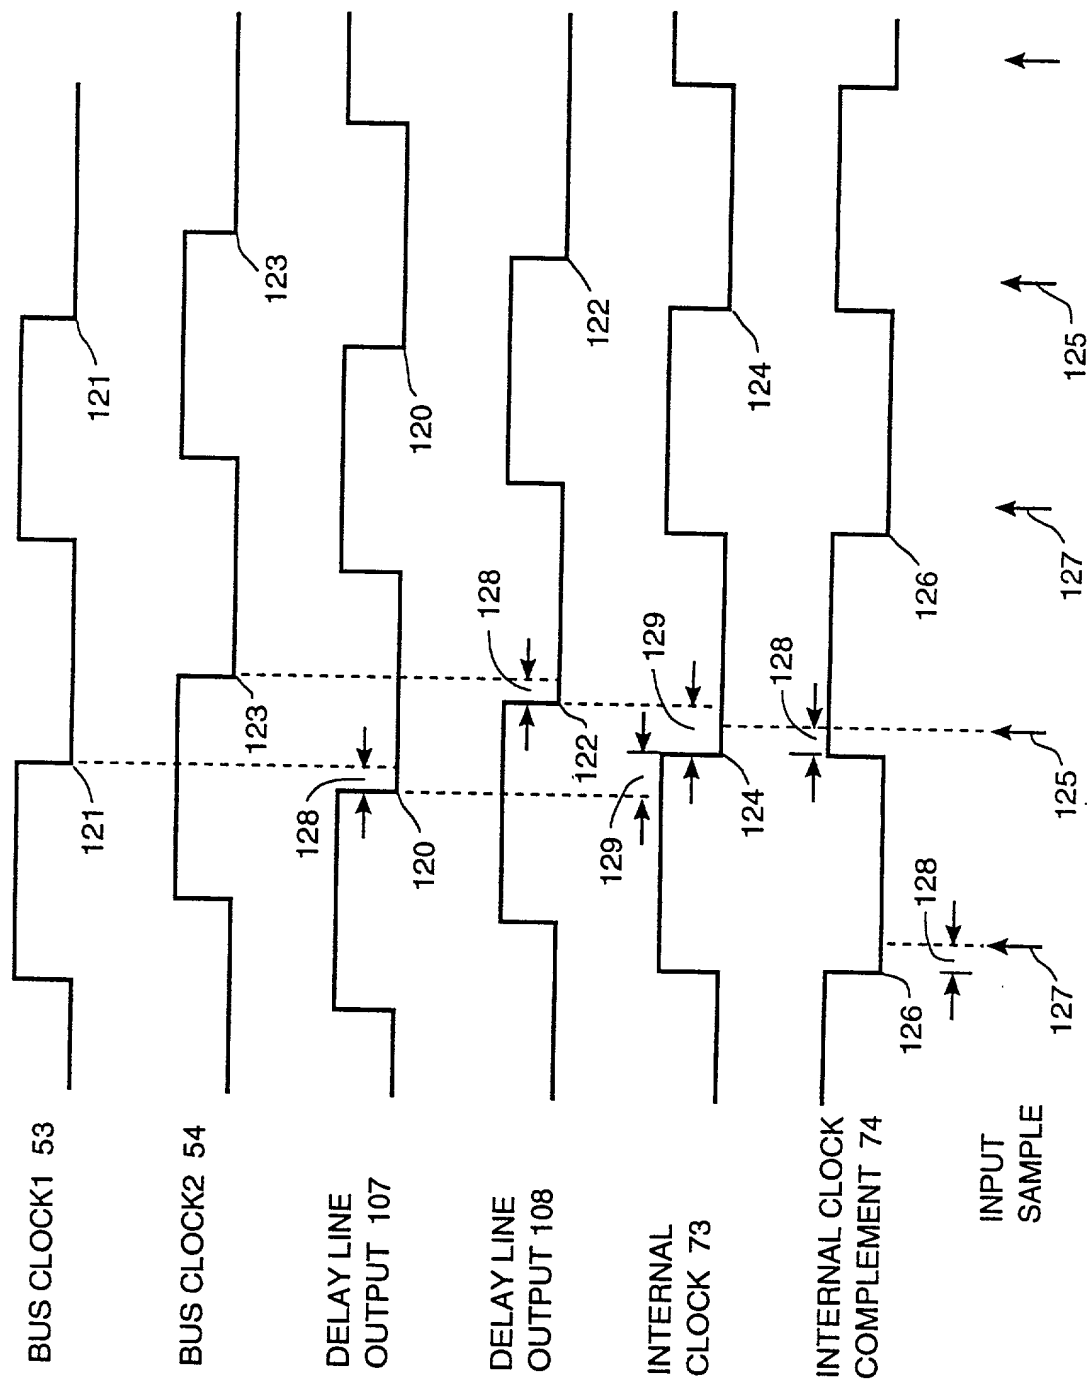 BUS CLOCK1 53
121
121
BUS CLOCK2 54
123
123
DELAY LINE
OUTPUT 107
128
120
120
DELAY LINE
OUTPUT 108
122
128
122
INTERNAL
CLOCK 73
129
124
129
124
INTERNAL CLOCK
COMPLEMENT 74
126
128
128
126
INPUT
SAMPLE
127
125
127
125